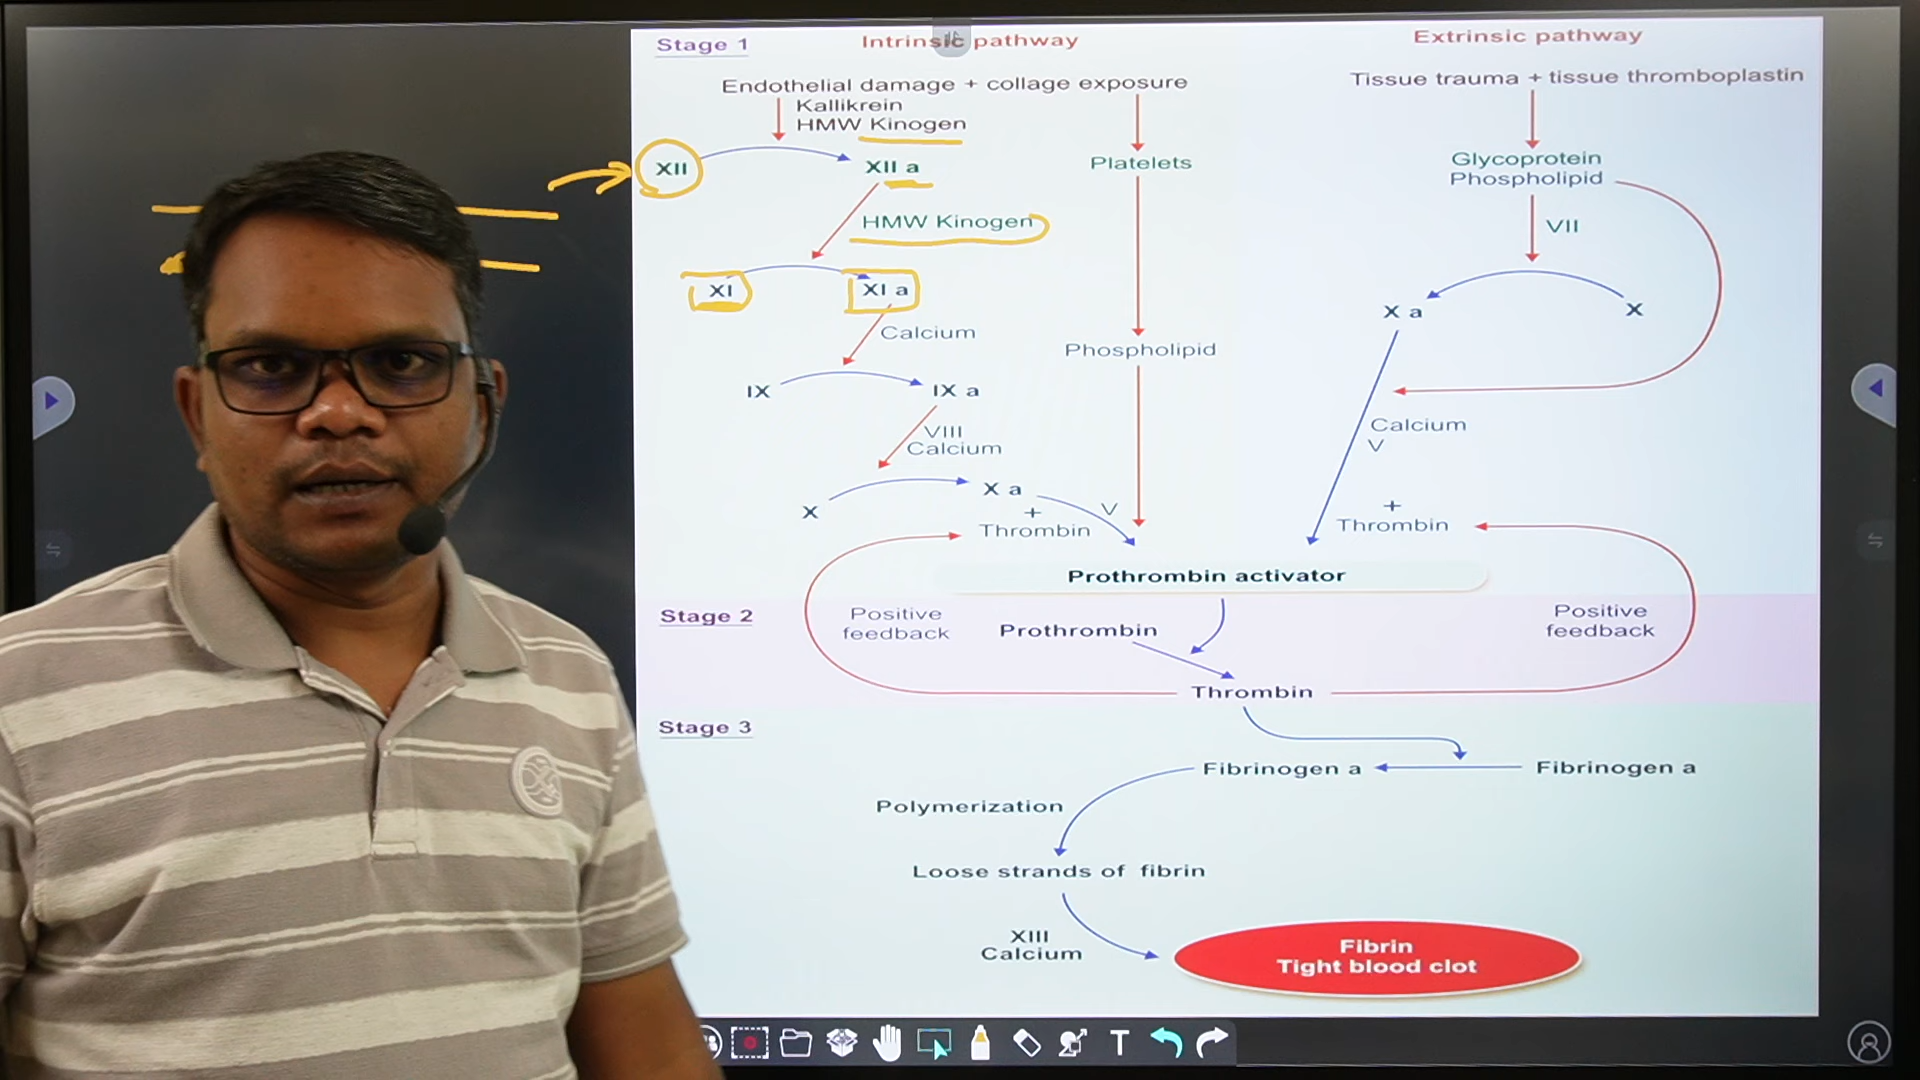 Stage 1
Intrinsic pathway
Extrinsic pathway
Endothelial damage + collage exposure
Tissue trauma + tissue thromboplastin
Kallikrein
HMW Kinogen
XII
XII a
Platelets
Glycoprotein
Phospholipid
HMW Kinogen
VII
XI
XI a
X a
X
Calcium
Phospholipid
IX
IX a
VIII
Calcium
Calcium
V
X
X a
+
Thrombin
V
+
Thrombin
Prothrombin activator
Stage 2
Positive
feedback
Prothrombin
Positive
feedback
Thrombin
Stage 3
Fibrinogen a
Fibrinogen a
Polymerization
Loose strands of fibrin
XIII
Calcium
Fibrin
Tight blood clot
T